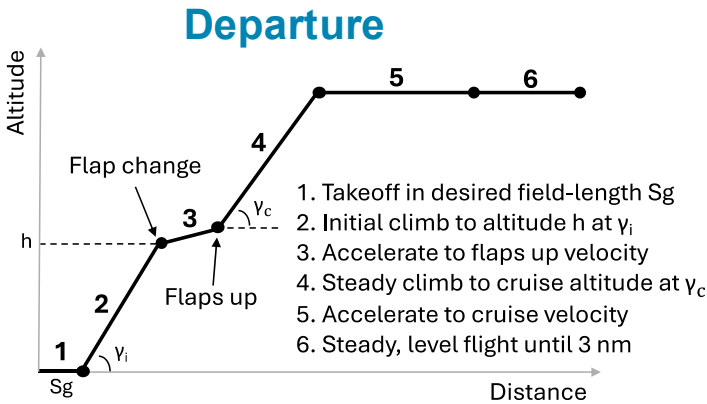 Departure
Altitude
5
6
4
Flap change
3
γc
h
Flaps up
2
1
γi
Sg
Distance
1. Takeoff in desired field-length Sg
2. Initial climb to altitude h at γi
3. Accelerate to flaps up velocity
4. Steady climb to cruise altitude at γc
5. Accelerate to cruise velocity
6. Steady, level flight until 3 nm